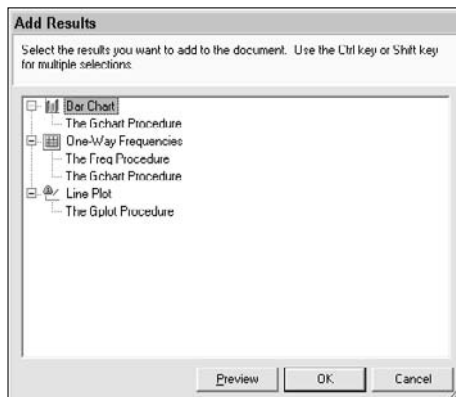 Add Results
Select the results you want to add to the document. Use the Ctrl key or Shift key
for multiple selections.
Bar Chart
The Gchart Procedure
One-Way Frequencies
The Freq Procedure
The Gchart Procedure
Line Plot
The Gplot Procedure
Preview OK Cancel